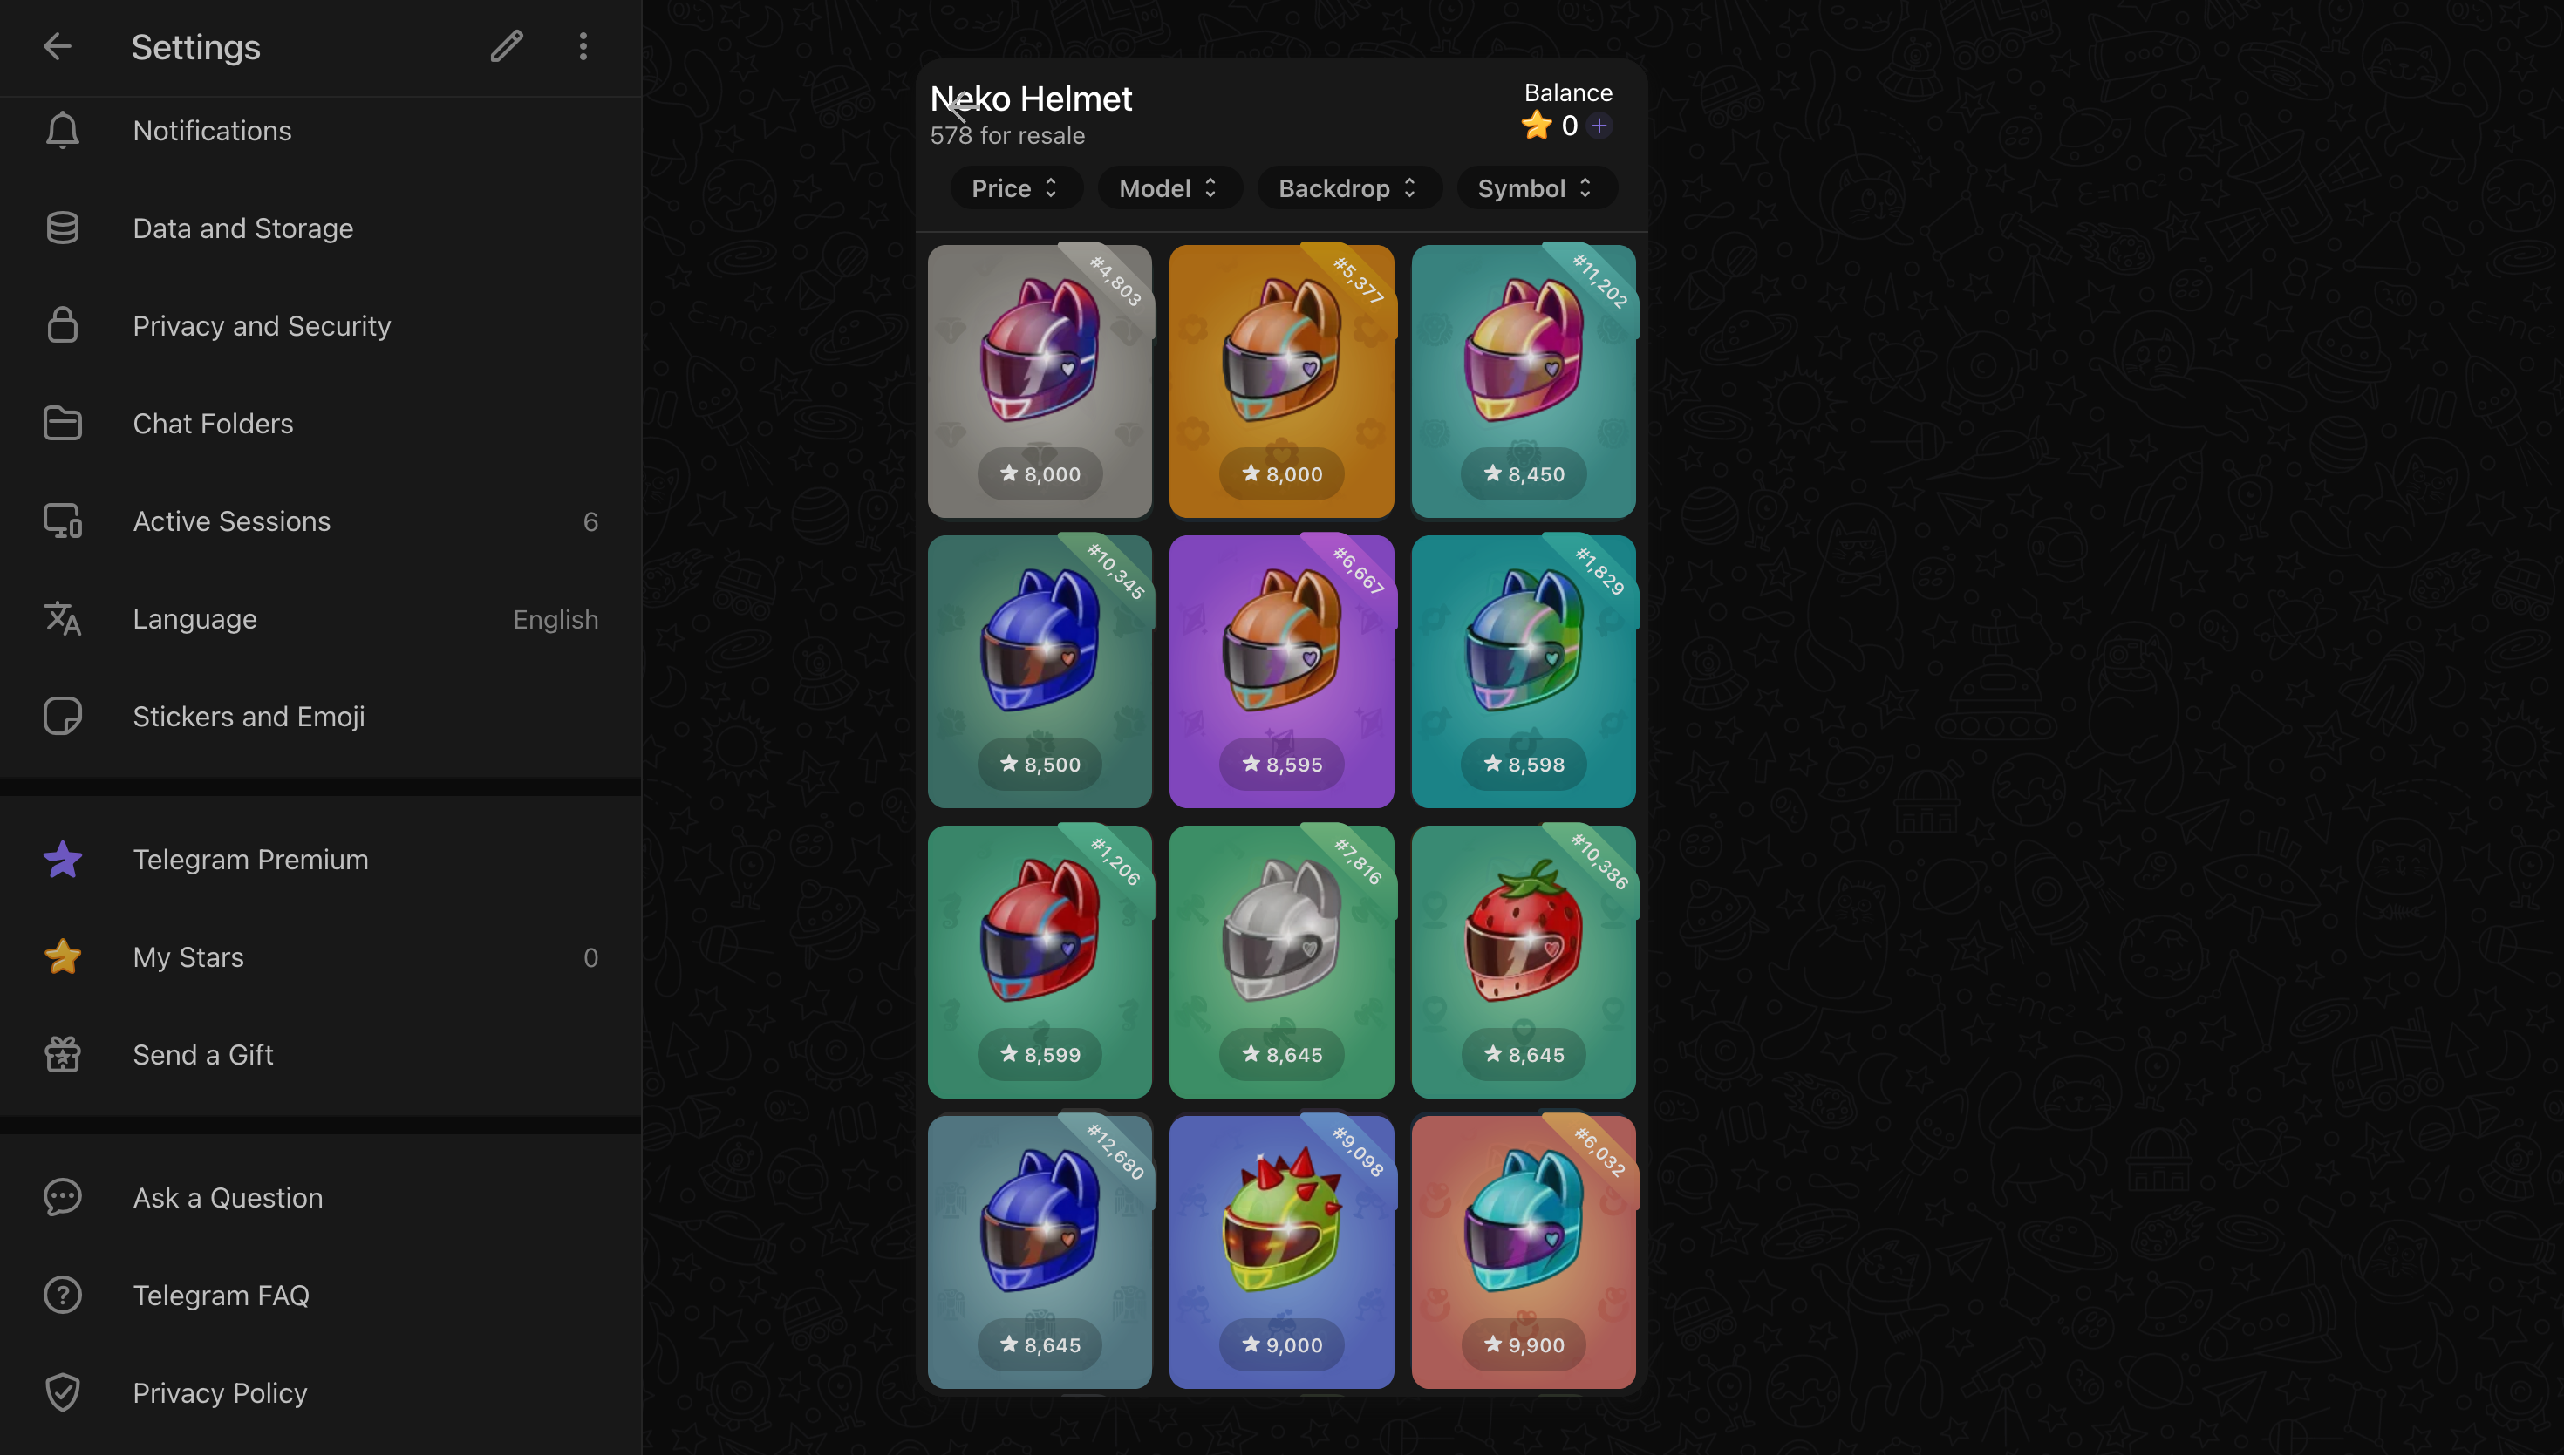 Settings
Notifications
Data and Storage
Privacy and Security
Chat Folders
Active Sessions 6
Language English
Stickers and Emoji
Telegram Premium
My Stars 0
Send a Gift
Ask a Question
Telegram FAQ
Privacy Policy
Neko Helmet
578 for resale
Balance
0 +
Price
Model
Backdrop
Symbol
#4,803
8,000
#5,377
8,000
#11,202
8,450
#10,345
8,500
#6,667
8,595
#1,829
8,598
#1,206
8,599
#7,816
8,645
#10,386
8,645
#12,680
8,645
#9,098
9,000
#6,032
9,900